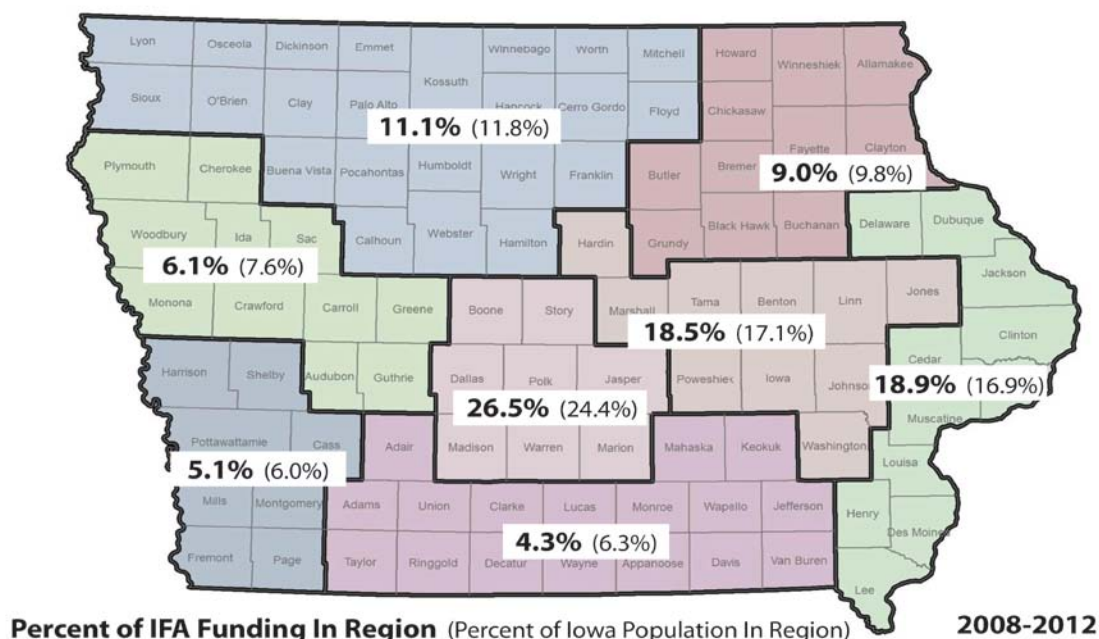 Lyon Osceola Dickinson Emmet Winnebago Worth Mitchell Howard Winneshiek Allamakee
Kossuth
Sioux O'Brien Clay Palo Alto Hancock Cerro Gordo Floyd Chickasaw
11.1% (11.8%)
Plymouth Cherokee Buena Vista Pocahontas Humboldt Wright Franklin Butler Bremer Fayette Clayton
9.0% (9.8%)
Woodbury Ida Sac Calhoun Webster Hamilton Hardin Grundy Black Hawk Buchanan Delaware Dubuque
6.1% (7.6%)
Jackson
Monona Crawford Carroll Greene Boone Story Marshall Tama Benton Linn Jones
18.5% (17.1%)
Clinton
Cedar
Harrison Shelby Audubon Guthrie Dallas Polk Jasper Poweshiek Iowa Johnson
18.9% (16.9%)
26.5% (24.4%)
Muscatine
Pottawattamie Cass Adair Madison Warren Marion Mahaska Keokuk Washington
5.1% (6.0%)
Louisa
Mills Montgomery Adams Union Clarke Lucas Monroe Wapello Jefferson Henry
Des Moines
4.3% (6.3%)
Fremont Page Taylor Ringgold Decatur Wayne Appanoose Davis Van Buren
Lee
Percent of IFA Funding In Region (Percent of Iowa Population In Region) 2008-2012